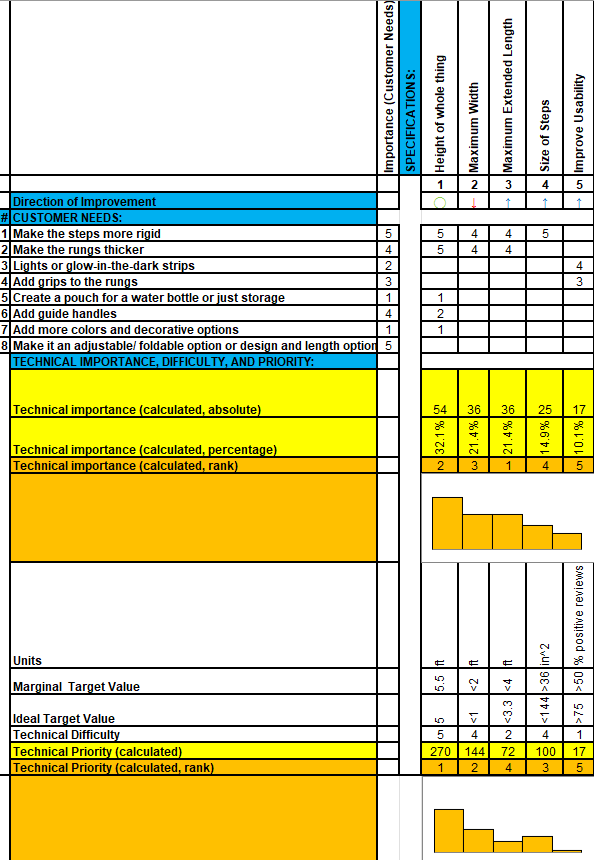 Importance (Customer Needs)
SPECIFICATIONS:
Height of whole thing
Maximum Width
Maximum Extended Length
Size of Steps
Improve Usability
1 2 3 4 5
Direction of Improvement ◯ ↓ ↑ ↑ ↑
# CUSTOMER NEEDS:
1 Make the steps more rigid 5 5 4 4 5
2 Make the rungs thicker 4 5 4 4
3 Lights or glow-in-the-dark strips 2 4
4 Add grips to the rungs 3 3
5 Create a pouch for a water bottle or just storage 1 1
6 Add guide handles 4 2
7 Add more colors and decorative options 1 1
8 Make it an adjustable/ foldable option or design and length option 5
TECHNICAL IMPORTANCE, DIFFICULTY, AND PRIORITY:
Technical importance (calculated, absolute) 54 36 36 25 17
Technical importance (calculated, percentage) 32.1% 21.4% 21.4% 14.9% 10.1%
Technical importance (calculated, rank) 2 3 1 4 5
Units ft ft ft in^2 % positive reviews
Marginal Target Value 5.5 <2 <4 >36 >50
Ideal Target Value 5 <1 <3.3 <144 >75
Technical Difficulty 5 4 2 4 1
Technical Priority (calculated) 270 144 72 100 17
Technical Priority (calculated, rank) 1 2 4 3 5